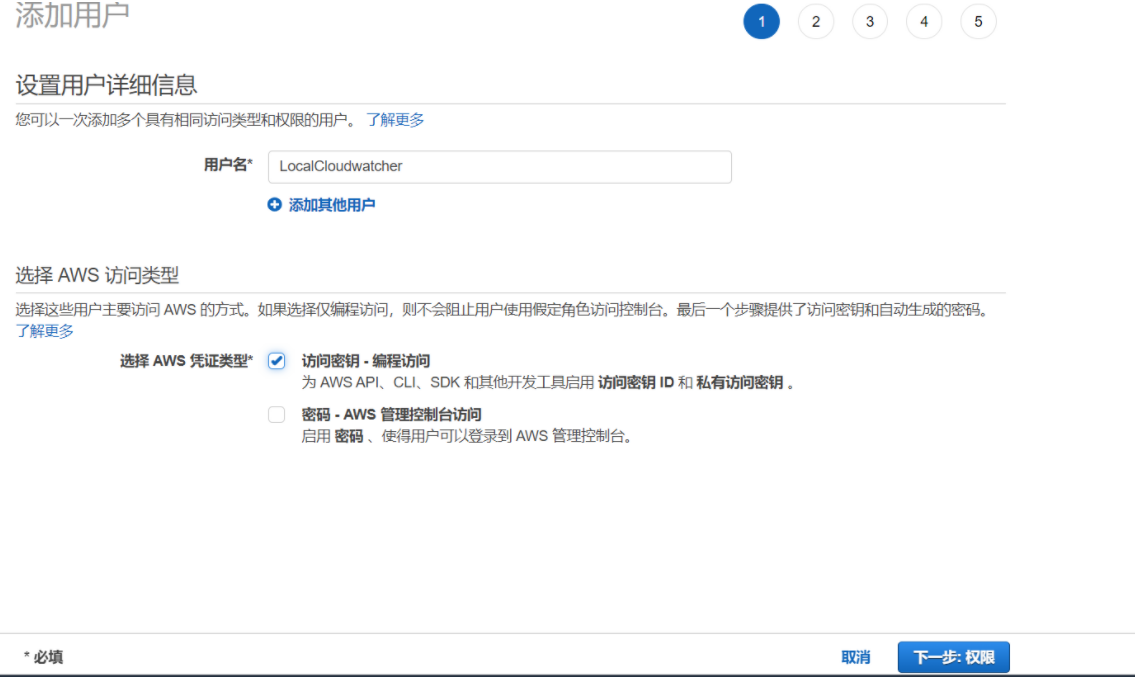 添加用户
1 2 3 4 5
设置用户详细信息
您可以一次添加多个具有相同访问类型和权限的用户。 了解更多
用户名* LocalCloudwatcher
添加其他用户
选择 AWS 访问类型
选择这些用户主要访问 AWS 的方式。如果选择仅编程访问，则不会阻止用户使用假定角色访问控制台。最后一个步骤提供了访问密钥和自动生成的密码。
了解更多
选择 AWS 凭证类型* 访问密钥 - 编程访问
为 AWS API、CLI、SDK 和其他开发工具启用 访问密钥 ID 和 私有访问密钥 。
密码 - AWS 管理控制台访问
启用 密码 、使得用户可以登录到 AWS 管理控制台。
* 必填 取消 下一步: 权限